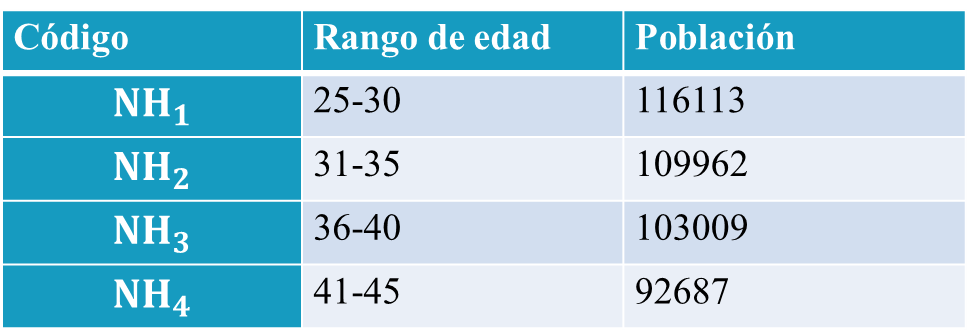 Código Rango de edad Población
NH₁ 25-30 116113
NH₂ 31-35 109962
NH₃ 36-40 103009
NH₄ 41-45 92687